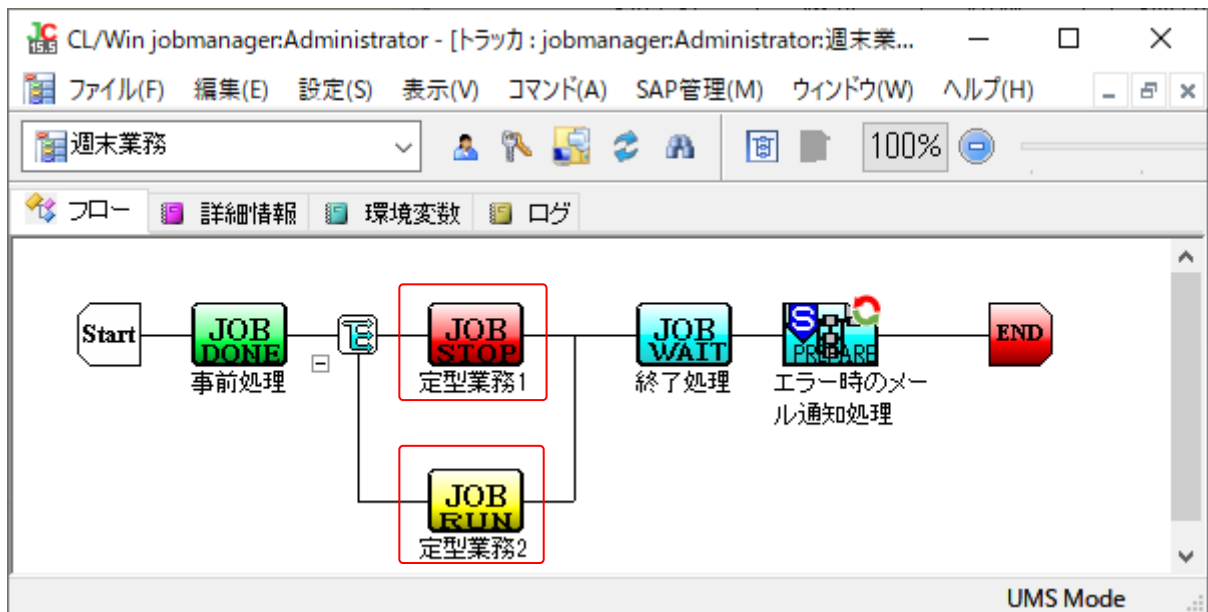 JC
15.5
CL/Win jobmanager:Administrator - [トラッカ : jobmanager:Administrator:週末業...
ファイル(F) 編集(E) 設定(S) 表示(V) コマンド(A) SAP管理(M) ウィンドウ(W) ヘルプ(H)
週末業務
100%
フロー 詳細情報 環境変数 ログ
Start
JOB
DONE
事前処理
JOB
STOP
定型業務1
JOB
WAIT
終了処理
S
PREPARE
エラー時のメー
ル通知処理
END
JOB
RUN
定型業務2
UMS Mode